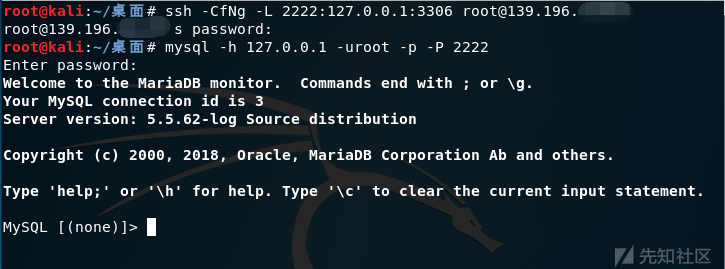 root@kali:~/桌面# ssh -CfNg -L 2222:127.0.0.1:3306 root@139.196.
root@139.196. s password:
root@kali:~/桌面# mysql -h 127.0.0.1 -uroot -p -P 2222
Enter password:
Welcome to the MariaDB monitor.  Commands end with ; or \g.
Your MySQL connection id is 3
Server version: 5.5.62-log Source distribution
Copyright (c) 2000, 2018, Oracle, MariaDB Corporation Ab and others.
Type 'help;' or '\h' for help. Type '\c' to clear the current input statement.
MySQL [(none)]>
先知社区